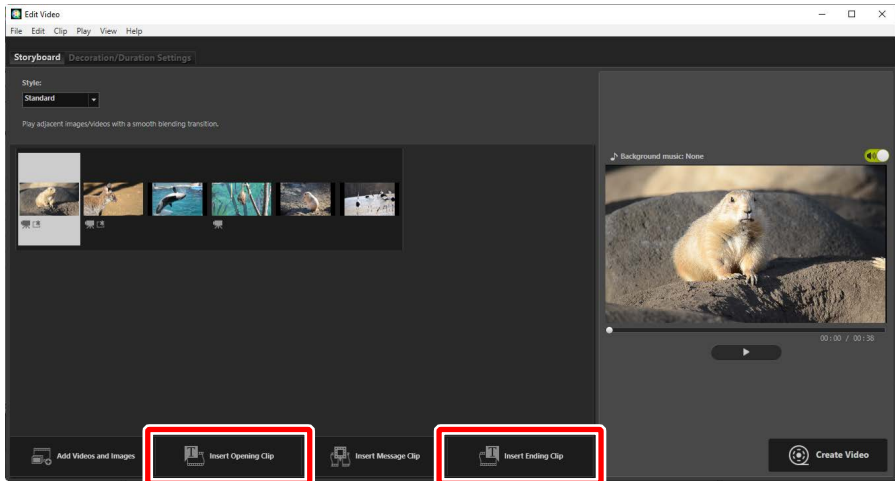 Edit Video
File Edit Clip Play View Help
Storyboard Decoration/Duration Settings
Style:
Standard
Play adjacent images/videos with a smooth blending transition.
Background music: None
00:00 / 00:38
Add Videos and Images
Insert Opening Clip
Insert Message Clip
Insert Ending Clip
Create Video